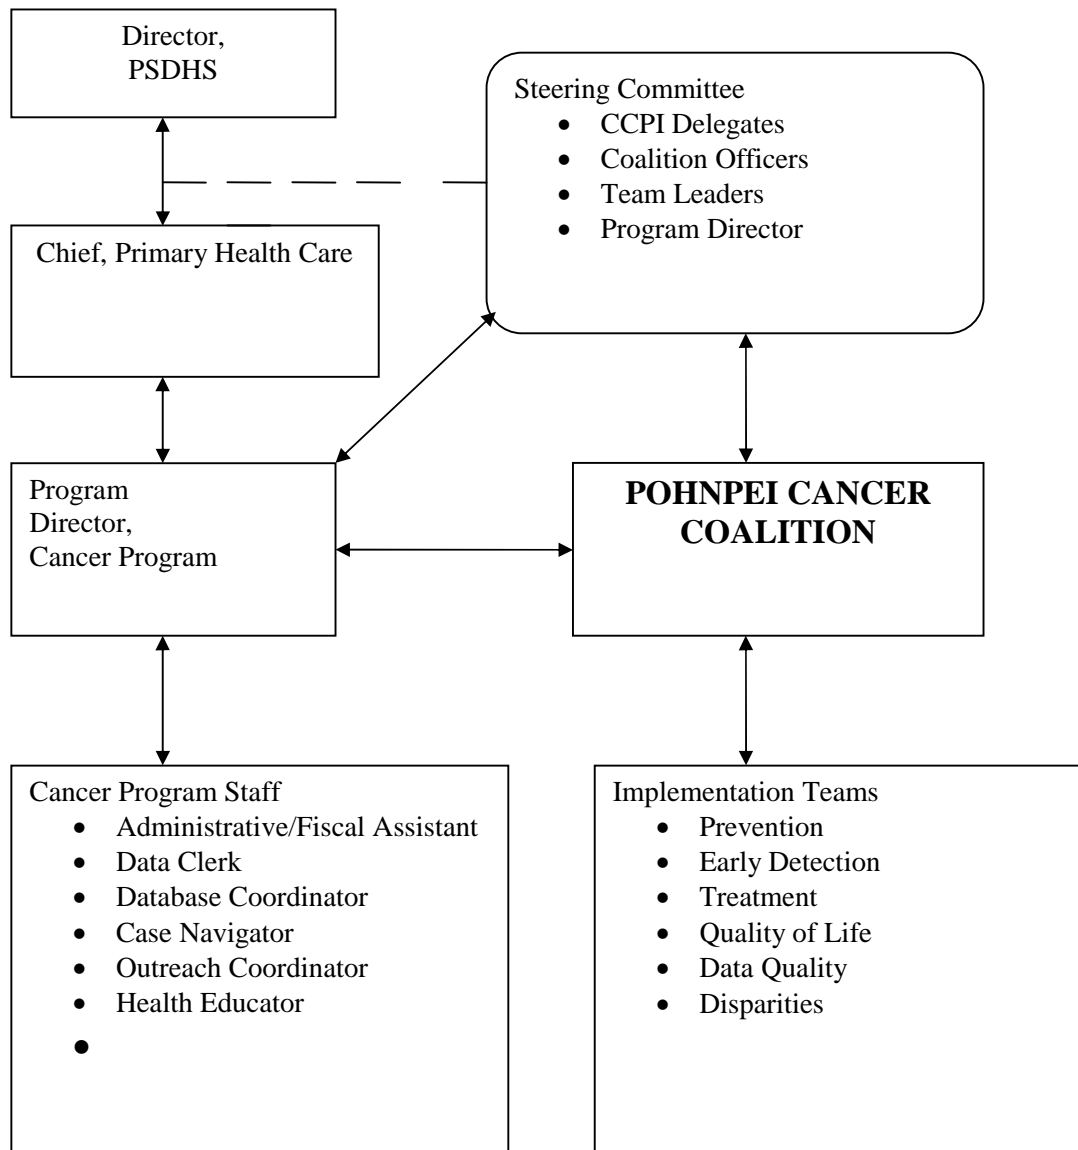 Director,
PSDHS
Steering Committee
• CCPI Delegates
• Coalition Officers
• Team Leaders
• Program Director
Chief, Primary Health Care
Program
Director,
Cancer Program
POHNPEI CANCER
COALITION
Cancer Program Staff
• Administrative/Fiscal Assistant
• Data Clerk
• Database Coordinator
• Case Navigator
• Outreach Coordinator
• Health Educator
•
Implementation Teams
• Prevention
• Early Detection
• Treatment
• Quality of Life
• Data Quality
• Disparities